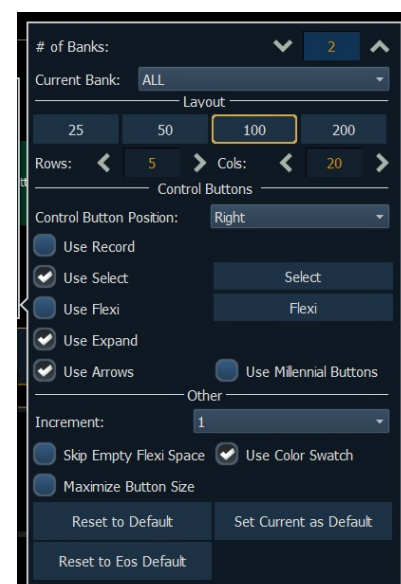 # of Banks: 2
Current Bank: ALL
Layout
25 50 100 200
Rows: 5 Cols: 20
Control Buttons
Control Button Position: Right
Use Record
Use Select Select
Use Flexi Flexi
Use Expand
Use Arrows Use Millennial Buttons
Other
Increment: 1
Skip Empty Flexi Space Use Color Swatch
Maximize Button Size
Reset to Default Set Current as Default
Reset to Eos Default